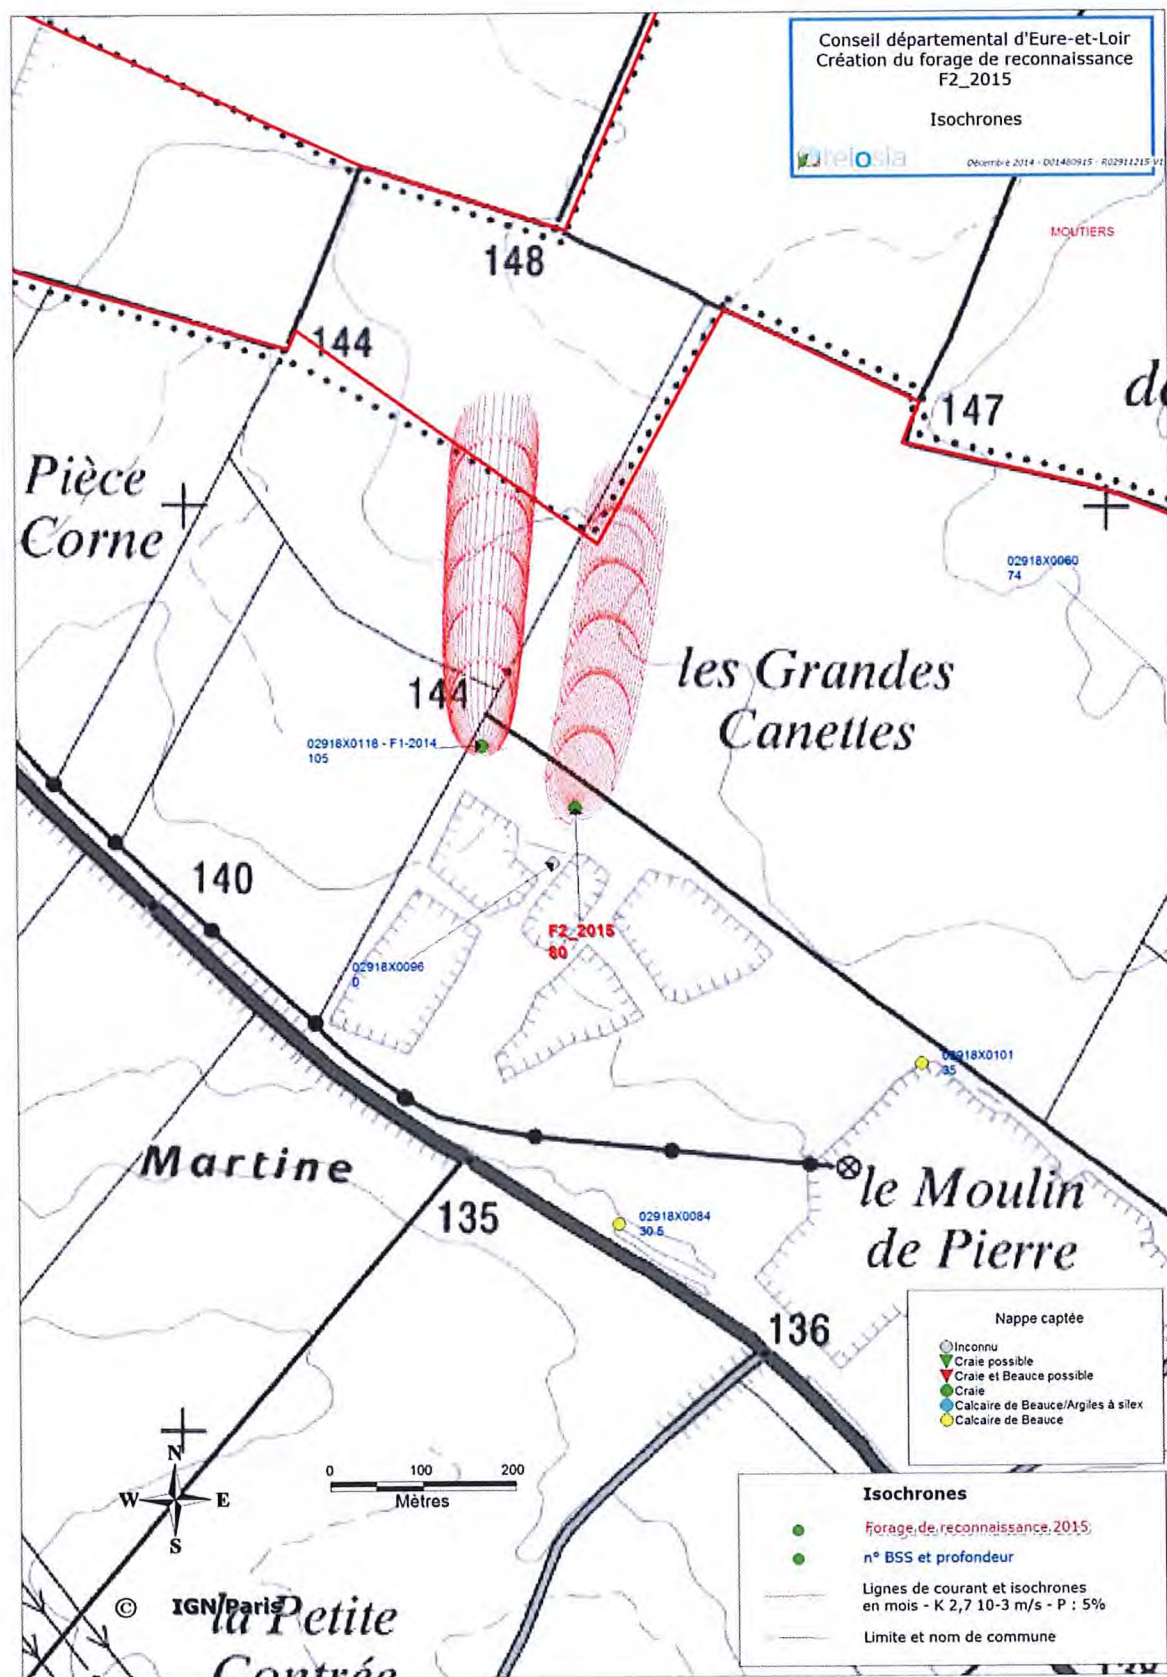 Conseil départemental d'Eure-et-Loir
Création du forage de reconnaissance
F2_2015
Isochrones
Décembre 2014 - D01480915 - R02911215-V1
MOUTIERS
148
144
147
Pièce
Corne
02918X0060
74
les Grandes
Canettes
144
02918X0118 - F1-2014
105
140
F2_2015
80
02918X0096
0
02918X0101
35
Martine
le Moulin
de Pierre
135
02918X0084
30.5
136
Nappe captée
Inconnu
Craie possible
Craie et Beauce possible
Craie
Calcaire de Beauce/Argiles à silex
Calcaire de Beauce
N
W E
S
0 100 200
Mètres
Isochrones
Forage de reconnaissance 2015
n° BSS et profondeur
Lignes de courant et isochrones
en mois - K 2,7 10-3 m/s - P : 5%
Limite et nom de commune
© IGN/Paris
la Petite
Contrée